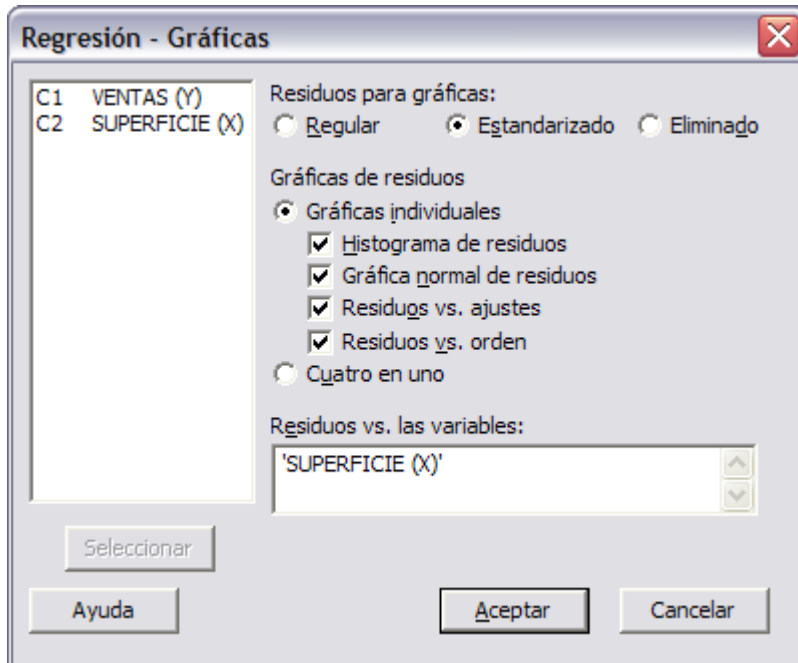 Regresión - Gráficas
C1 VENTAS (Y)
C2 SUPERFICIE (X)
Residuos para gráficas:
Regular Estandarizado Eliminado
Gráficas de residuos
Gráficas individuales
Histograma de residuos
Gráfica normal de residuos
Residuos vs. ajustes
Residuos vs. orden
Cuatro en uno
Residuos vs. las variables:
'SUPERFICIE (X)'
Seleccionar
Ayuda Aceptar Cancelar